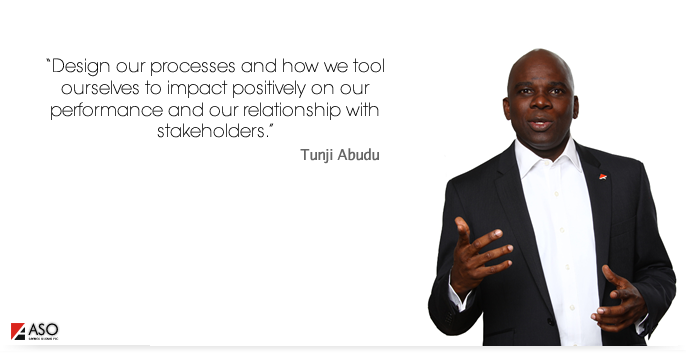 “Design our processes and how we tool
ourselves to impact positively on our
performance and our relationship with
stakeholders.”
Tunji Abudu
ASO